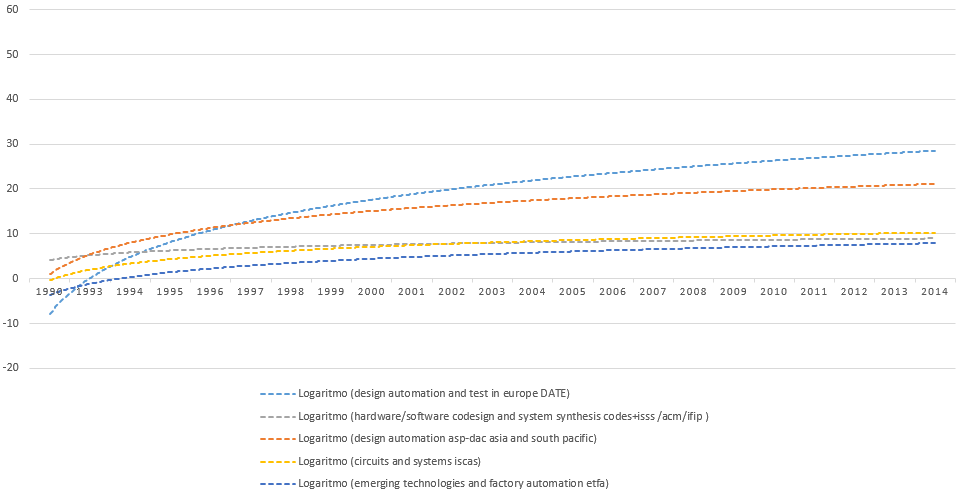 60
50
40
30
20
10
0
1990 1993 1994 1995 1996 1997 1998 1999 2000 2001 2002 2003 2004 2005 2006 2007 2008 2009 2010 2011 2012 2013 2014
-10
-20
Logaritmo (design automation and test in europe DATE)
Logaritmo (hardware/software codesign and system synthesis codes+isss /acm/ifip )
Logaritmo (design automation asp-dac asia and south pacific)
Logaritmo (circuits and systems iscas)
Logaritmo (emerging technologies and factory automation etfa)